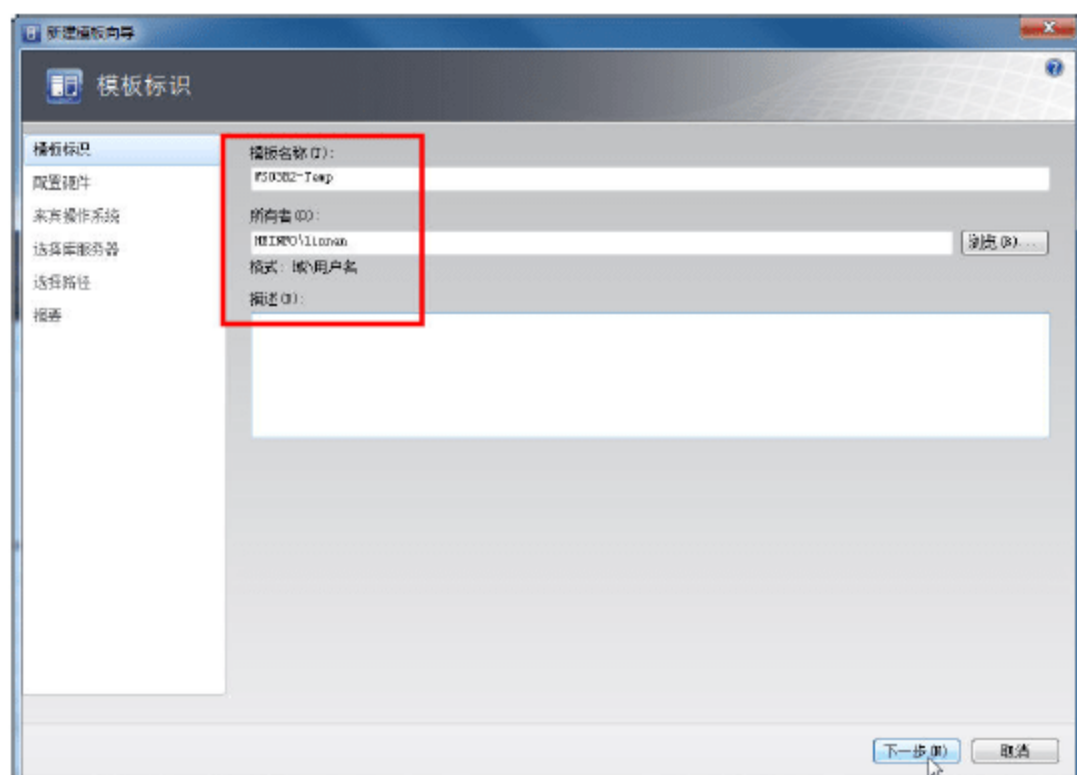 新建模板向导
模板标识
模板标识
配置硬件
来宾操作系统
选择库服务器
选择路径
摘要
模板名称(T):
WS03R2-Temp
所有者(O):
浏览(R)...
格式: 域\用户名
描述(D):
下一步(N)
取消